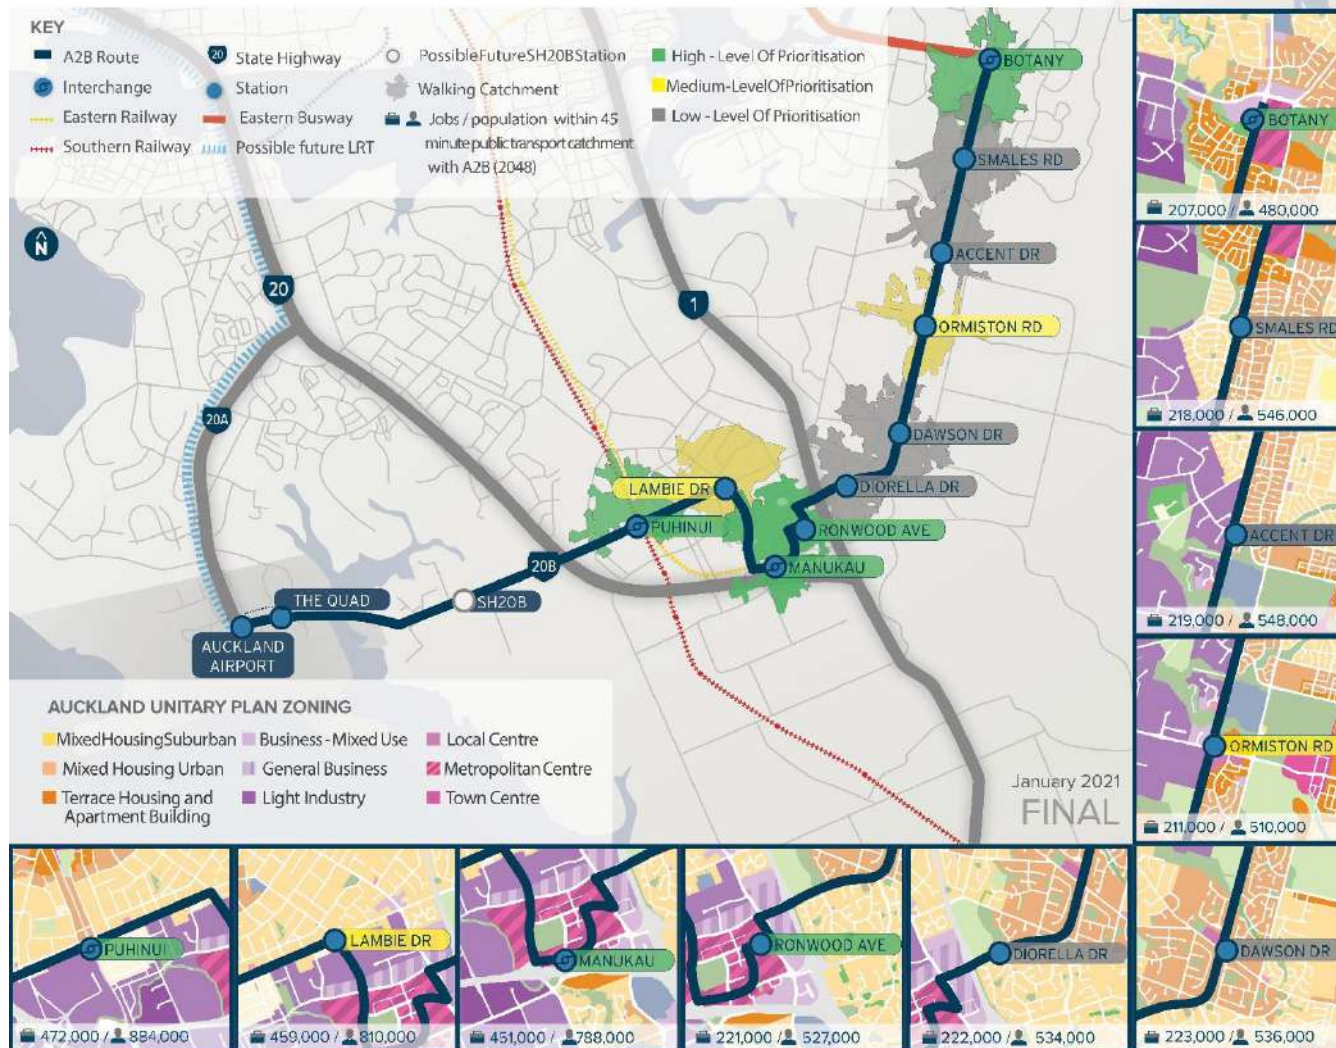 KEY
A2B Route
Interchange
Eastern Railway
Southern Railway
20
State Highway
Station
Eastern Busway
Possible future LRT
PossibleFutureSH20BStation
Walking Catchment
Jobs / population within 45
minute public transport catchment
with A2B (2048)
High - Level Of Prioritisation
Medium-LevelOfPrioritisation
Low - Level Of Prioritisation
N
BOTANY
SMALES RD
ACCENT DR
ORMISTON RD
DAWSON DR
DIORELLA DR
RONWOOD AVE
MANUKAU
LAMBIE DR
PUHINUI
20B
SH20B
THE QUAD
AUCKLAND
AIRPORT
20
20A
1
AUCKLAND UNITARY PLAN ZONING
MixedHousingSuburban
Mixed Housing Urban
Terrace Housing and
Apartment Building
Business - Mixed Use
General Business
Light Industry
Local Centre
Metropolitan Centre
Town Centre
January 2021
FINAL
BOTANY
207,000 / 480,000
SMALES RD
218,000 / 546,000
ACCENT DR
219,000 / 548,000
ORMISTON RD
211,000 / 510,000
PUHINUI
472,000 / 884,000
LAMBIE DR
459,000 / 810,000
MANUKAU
451,000 / 788,000
RONWOOD AVE
221,000 / 527,000
DIORELLA DR
222,000 / 534,000
DAWSON DR
223,000 / 536,000